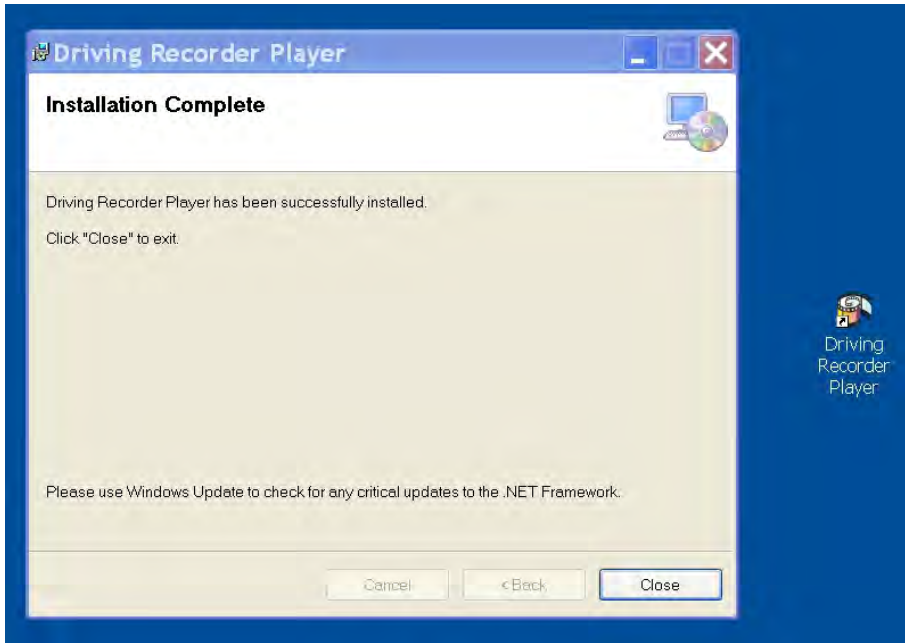 Driving Recorder Player
Installation Complete
Driving Recorder Player has been successfully installed.
Click "Close" to exit.
Driving
Recorder
Player
Please use Windows Update to check for any critical updates to the .NET Framework.
Cancel
< Back
Close